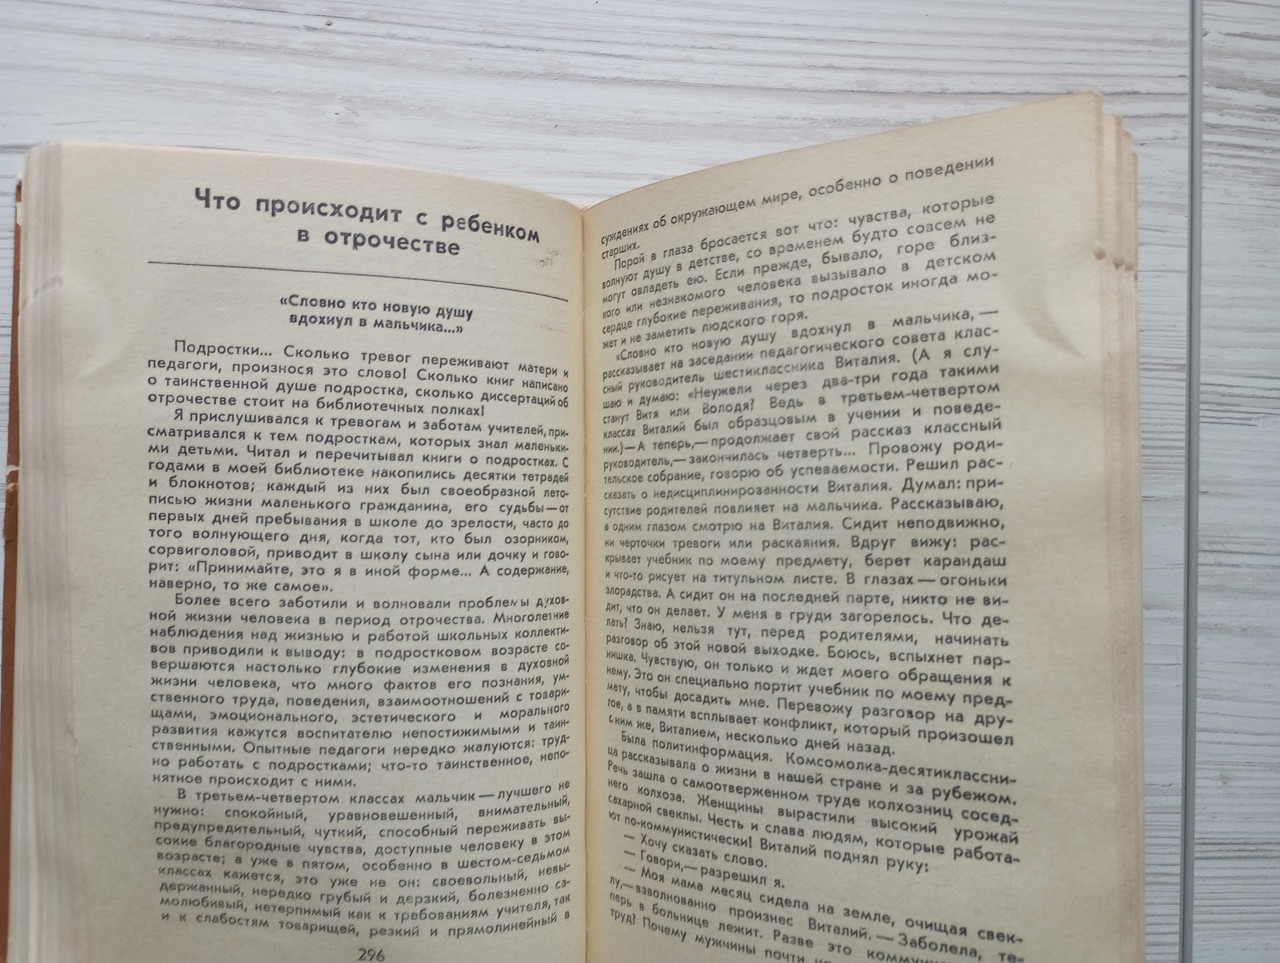 Что происходит с ребенком
в отрочестве
«Словно кто новую душу
вдохнул в мальчика...»
Подростки... Сколько тревог переживают матери и
педагоги, произнося это слово! Сколько книг написано
о таинственной душе подростка, сколько диссертаций об
отрочестве стоит на библиотечных полках!
Я прислушивался к тревогам и заботам учителей, при-
сматривался к тем подросткам, которых знал маленьки-
ми детьми. Читал и перечитывал книги о подростках. С
годами в моей библиотеке накопились десятки тетрадей
и блокнотов; каждый из них был своеобразной лето-
писью жизни маленького гражданина, его судьбы — от
первых дней пребывания в школе до зрелости, часто до
того волнующего дня, когда тот, кто был озорником,
сорвиголовой, приводит в школу сына или дочку и гово-
рит: «Принимайте, это я в иной форме... А содержание,
наверно, то же самое».
Более всего заботили и волновали проблемы духов-
ной жизни человека в период отрочества. Многолетние
наблюдения над жизнью и работой школьных коллекти-
вов приводили к выводу: в подростковом возрасте со-
вершаются настолько глубокие изменения в духовной
жизни человека, что много фактов его познания, ум-
ственного труда, поведения, взаимоотношений с товари-
щами, эмоционального, эстетического и морального
развития кажутся воспитателю непостижимыми и таин-
ственными. Опытные педагоги нередко жалуются: труд-
но работать с подростками; что-то таинственное, непо-
нятное происходит с ними.
В третьем-четвертом классах мальчик — лучшего не
нужно: спокойный, уравновешенный, внимательный,
предупредительный, чуткий, способный переживать вы-
сокие благородные чувства, доступные человеку в этом
возрасте; а уже в пятом, особенно в шестом-седьмом
классах кажется, это уже не он: своевольный, невы-
держанный, нередко грубый и дерзкий, болезненно са-
молюбивый, нетерпимый как к требованиям учителя, так
и к слабостям товарищей, резкий и прямолинейный в
296
суждениях об окружающем мире, особенно о поведении
старших.
Порой в глаза бросается вот что: чувства, которые
волнуют душу в детстве, со временем будто совсем не
могут овладеть ею. Если прежде, бывало, горе близ-
кого или незнакомого человека вызывало в детском
сердце глубокие переживания, то подросток иногда мо-
жет и не заметить людского горя.
«Словно кто новую душу вдохнул в мальчика, —
рассказывает на заседании педагогического совета клас-
сный руководитель шестиклассника Виталия. (А я слу-
шаю и думаю: «Неужели через два-три года такими
станут Витя или Володя? Ведь в третьем-четвертом
классах Виталий был образцовым в учении и поведе-
нии.) — А теперь, — продолжает свой рассказ классный
руководитель, — закончилась четверть... Провожу роди-
тельское собрание, говорю об успеваемости. Решил рас-
сказать о недисциплинированности Виталия. Думал: при-
сутствие родителей повлияет на мальчика. Рассказываю,
а одним глазом смотрю на Виталия. Сидит неподвижно,
ни черточки тревоги или раскаяния. Вдруг вижу: рас-
крывает учебник по моему предмету, берет карандаш
и что-то рисует на титульном листе. В глазах — огоньки
злорадства. А сидит он на последней парте, никто не ви-
дит, что он делает. У меня в груди загорелось. Что де-
лать? Знаю, нельзя тут, перед родителями, начинать
разговор об этой новой выходке. Боюсь, вспыхнет пар-
нишка. Чувствую, он только и ждет моего обращения к
нему. Это он специально портит учебник по моему пред-
мету, чтобы досадить мне. Перевожу разговор на дру-
гое, а в памяти всплывает конфликт, который произошел
с ним же, Виталием, несколько дней назад.
Была политинформация. Комсомолка-десятиклассни-
ца рассказывала о жизни в нашей стране и за рубежом.
Речь зашла о самоотверженном труде колхозниц сосед-
него колхоза. Женщины вырастили высокий урожай
сахарной свеклы. Честь и слава людям, которые работа-
ют по-коммунистически! Виталий поднял руку:
— Хочу сказать слово.
— Говори, — разрешил я.
— Моя мама месяц сидела на земле, очищая свек-
лу, — взволнованно произнес Виталий. — Заболела, те-
перь в больнице лежит. Разве это
труд? Почему мужчины почти